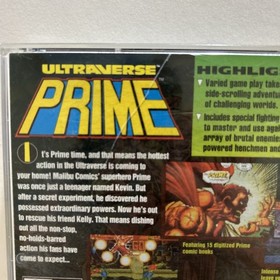 ULTRAVERSE
PRIME
HIGHLIGH
• Varied game play takes
side-scrolling adventur
of challenging worlds.
• Includes special fighting
to master and use again
array of brutal enemies
powered henchmen and
It's Prime time, and that means the hottest
action in the Ultraverse is coming to
your home! Malibu Comics' superhero Prime
was once just a teenager named Kevin. But
after a secret experiment, he discovered he
possessed extraordinary powers. Now he's out
to rescue his friend Kelly. That means dishing
out all the non-stop,
no-holds-barred
action his fans have
come to expect...
Featuring 13 digitized Prime
comic books